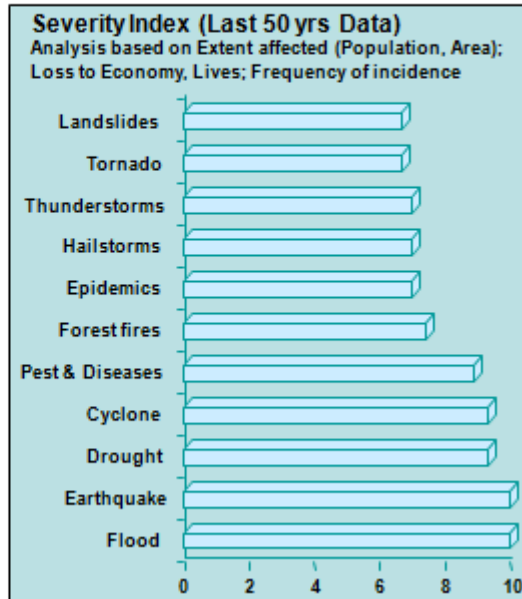 Severity Index (Last 50 yrs Data)
Analysis based on Extent affected (Population, Area);
Loss to Economy, Lives; Frequency of incidence
Landslides
Tornado
Thunderstorms
Hailstorms
Epidemics
Forest fires
Pest & Diseases
Cyclone
Drought
Earthquake
Flood
0 2 4 6 8 10